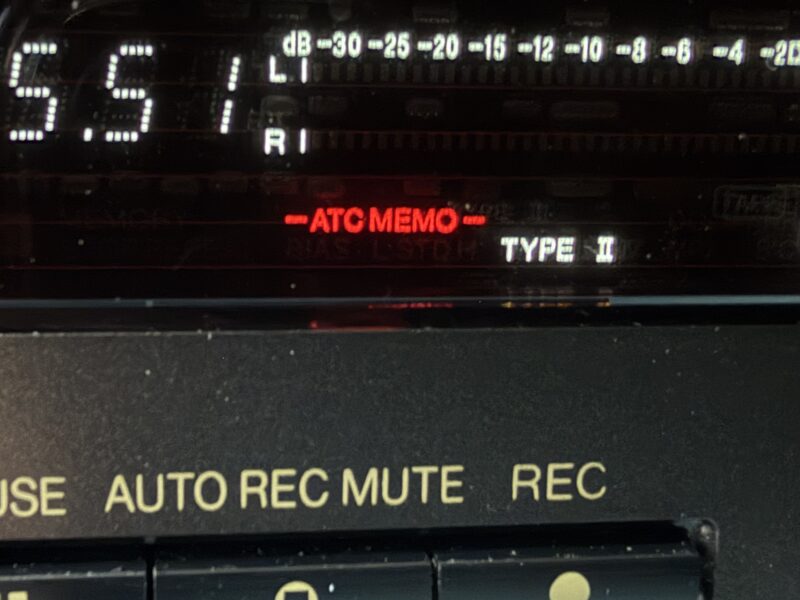 dB -30 -25 -20 -15 -12 -10 -8 -6 -4 -2
5.51
L
R
-ATC MEMO-
TYPE II
USE AUTO REC MUTE REC